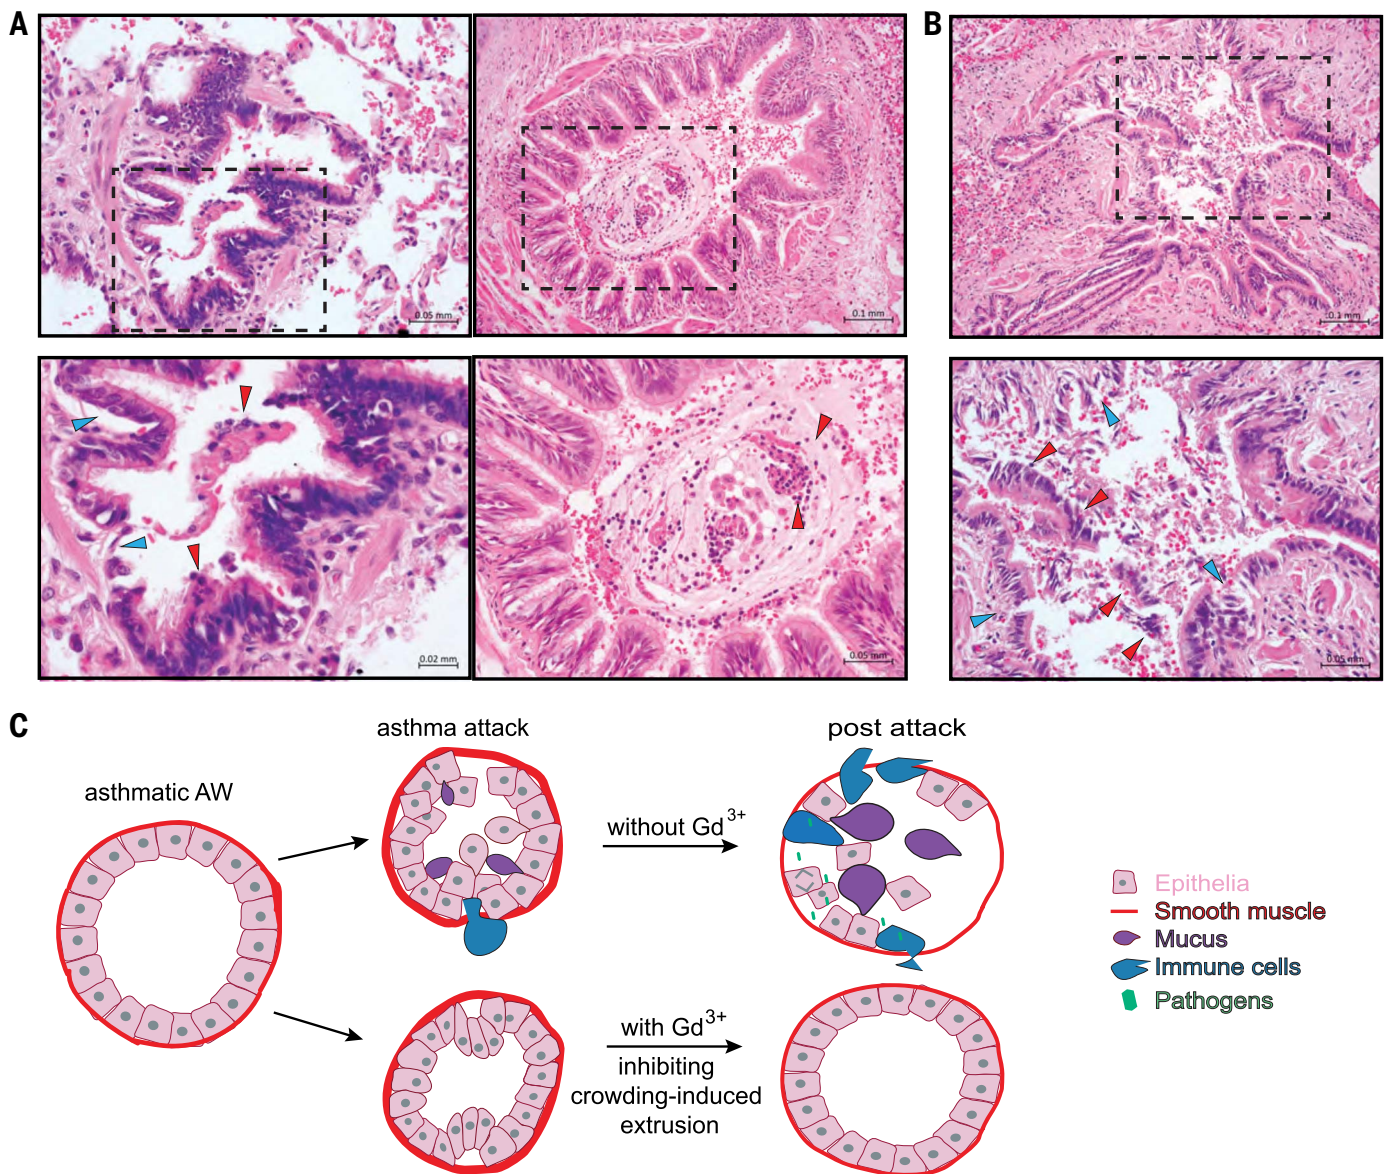 A
B
0.05 mm
0.1 mm
0.1 mm
0.02 mm
0.05 mm
0.05 mm
C
asthma attack
post attack
asthmatic AW
without Gd3+
with Gd3+
inhibiting
crowding-induced
extrusion
Epithelia
Smooth muscle
Mucus
Immune cells
Pathogens